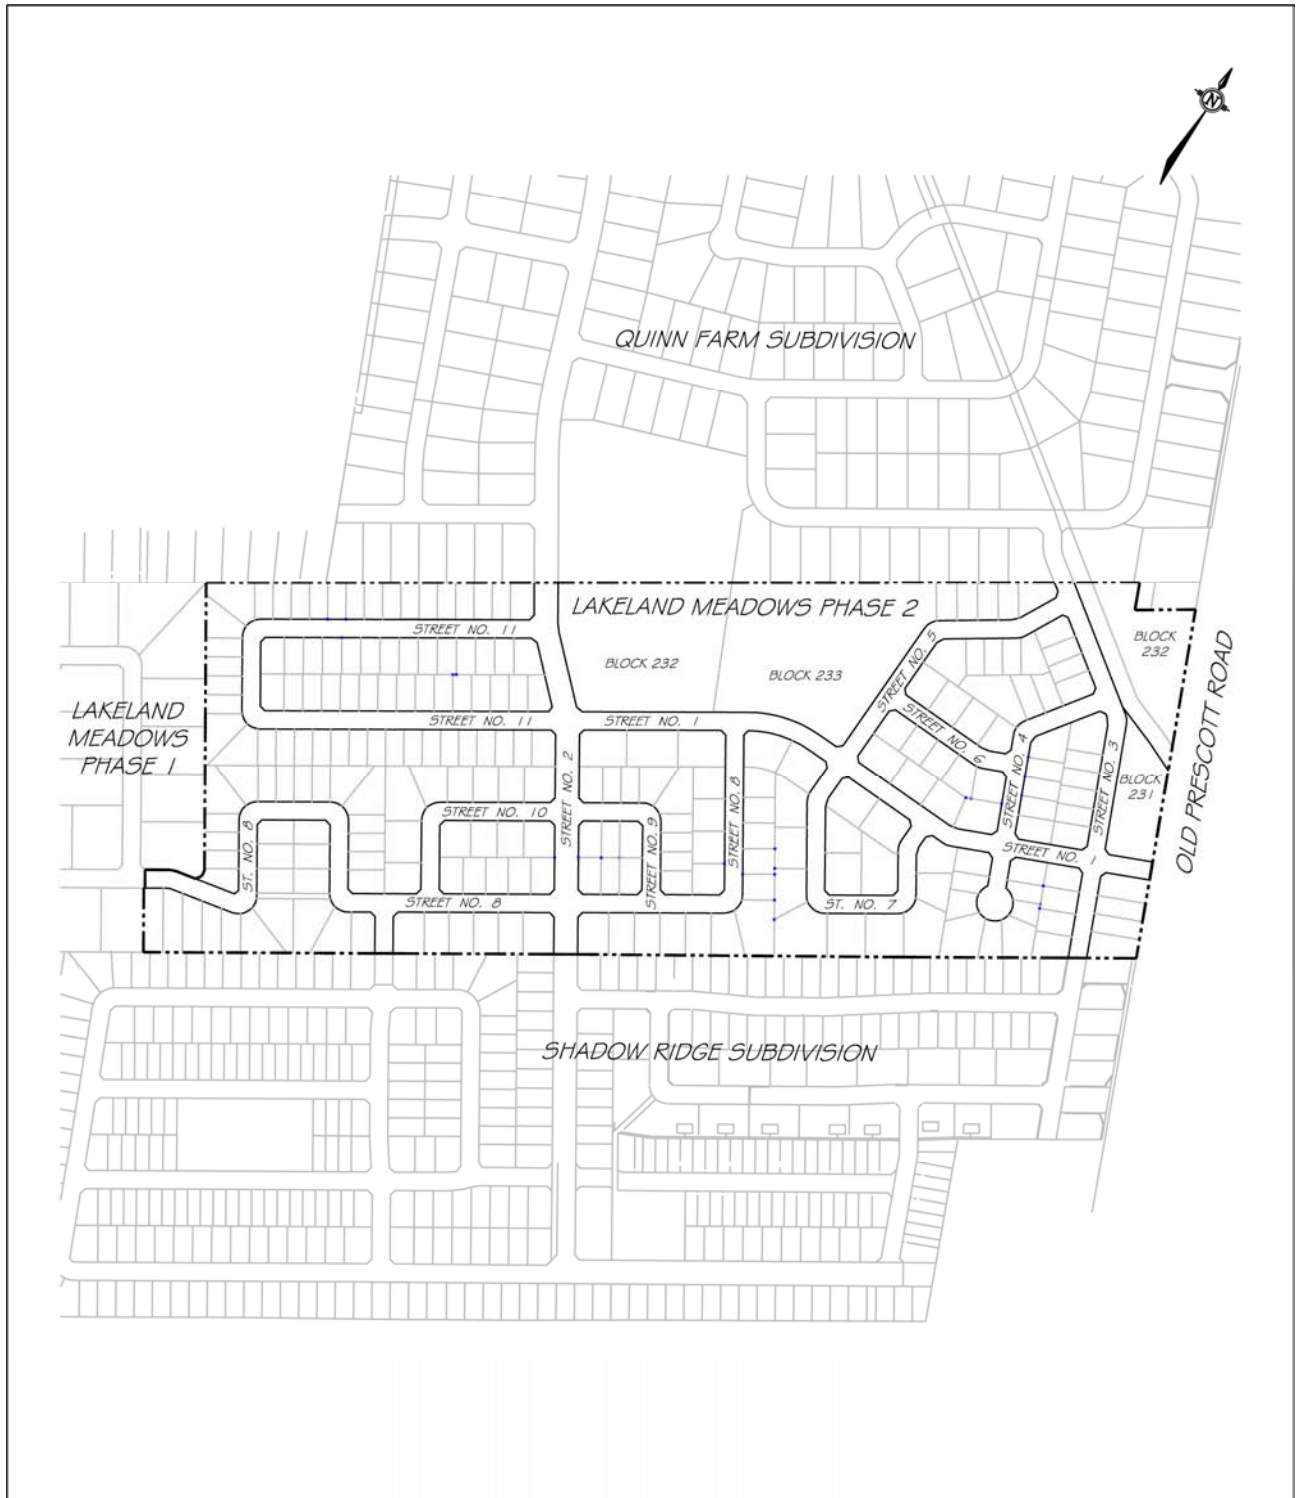 N
QUINN FARM SUBDIVISION
LAKELAND MEADOWS PHASE 2
STREET NO. 11
STREET NO. 5
BLOCK
232
BLOCK 232
BLOCK 233
OLD PRESCOTT ROAD
LAKELAND
MEADOWS
PHASE 1
STREET NO. 11
STREET NO. 1
STREET NO. 6
STREET NO. 4
STREET NO. 3
STREET NO. 2
STREET NO. 8
BLOCK
231
STREET NO. 10
STREET NO. 9
ST. NO. 8
STREET NO. 1
STREET NO. 8
ST. NO. 7
SHADOW RIDGE SUBDIVISION